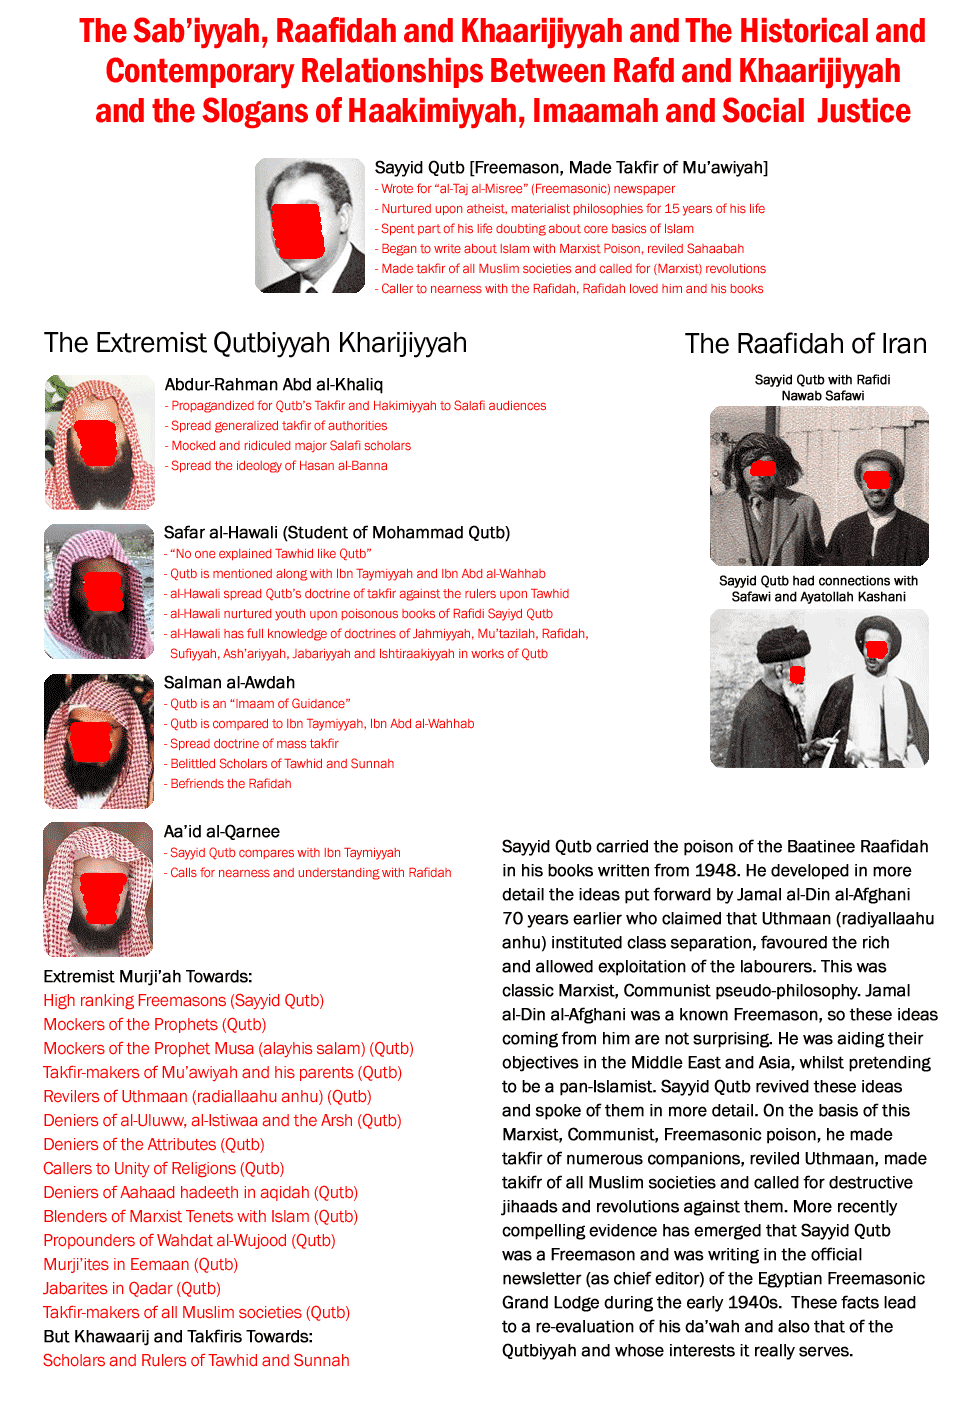 The Sab'iyyah, Raafidah and Khaarijiyyah and The Historical and
Contemporary Relationships Between Rafd and Khaarijiyyah
and the Slogans of Haakimiyyah, Imaamah and Social Justice
Sayyid Qutb [Freemason, Made Takfir of Mu'awiyah]
- Wrote for "al-Taj al-Misree" (Freemasonic) newspaper
- Nurtured upon atheist, materialist philosophies for 15 years of his life
- Spent part of his life doubting about core basics of Islam
- Began to write about Islam with Marxist Poison, reviled Sahaabah
- Made takfir of all Muslim societies and called for (Marxist) revolutions
- Caller to nearness with the Rafidah, Rafidah loved him and his books
The Extremist Qutbiyyah Kharijiyyah
Abdur-Rahman Abd al-Khaliq
- Propagandized for Qutb's Takfir and Hakimiyyah to Salafi audiences
- Spread generalized takfir of authorities
- Mocked and ridiculed major Salafi scholars
- Spread the ideology of Hasan al-Banna
Safar al-Hawali (Student of Mohammad Qutb)
- "No one explained Tawhid like Qutb"
- Qutb is mentioned along with Ibn Taymiyyah and Ibn Abd al-Wahhab
- al-Hawali spread Qutb's doctrine of takfir against the rulers upon Tawhid
- al-Hawali nurtured youth upon poisonous books of Rafidi Sayiyd Qutb
- al-Hawali has full knowledge of doctrines of Jahmiyyah, Mu'tazilah, Rafidah,
Sufiyyah, Ash'ariyyah, Jabariyyah and Ishtiraakiyyah in works of Qutb
Salman al-Awdah
- Qutb is an "Imaam of Guidance"
- Qutb is compared to Ibn Taymiyyah, Ibn Abd al-Wahhab
- Spread doctrine of mass takfir
- Belittled Scholars of Tawhid and Sunnah
- Befriends the Rafidah
Aa'id al-Qarnee
- Sayyid Qutb compares with Ibn Taymiyyah
- Calls for nearness and understanding with Rafidah
Extremist Murji'ah Towards:
High ranking Freemasons (Sayyid Qutb)
Mockers of the Prophets (Qutb)
Mockers of the Prophet Musa (alayhis salam) (Qutb)
Takfir-makers of Mu'awiyah and his parents (Qutb)
Revilers of Uthmaan (radiallaahu anhu) (Qutb)
Deniers of al-Uluww, al-Istiwaa and the Arsh (Qutb)
Deniers of the Attributes (Qutb)
Callers to Unity of Religions (Qutb)
Deniers of Aahaad hadeeth in aqidah (Qutb)
Blenders of Marxist Tenets with Islam (Qutb)
Propounders of Wahdat al-Wujood (Qutb)
Murji'ites in Eemaan (Qutb)
Jabarites in Qadar (Qutb)
Takfir-makers of all Muslim societies (Qutb)
But Khawaarij and Takfiris Towards:
Scholars and Rulers of Tawhid and Sunnah
The Raafidah of Iran
Sayyid Qutb with Rafidi
Nawab Safawi
Sayyid Qutb had connections with
Safawi and Ayatollah Kashani
Sayyid Qutb carried the poison of the Baatinee Raafidah
in his books written from 1948. He developed in more
detail the ideas put forward by Jamal al-Din al-Afghani
70 years earlier who claimed that Uthmaan (radiyallaahu
anhu) instituted class separation, favoured the rich
and allowed exploitation of the labourers. This was
classic Marxist, Communist pseudo-philosophy. Jamal
al-Din al-Afghani was a known Freemason, so these ideas
coming from him are not surprising. He was aiding their
objectives in the Middle East and Asia, whilst pretending
to be a pan-Islamist. Sayyid Qutb revived these ideas
and spoke of them in more detail. On the basis of this
Marxist, Communist, Freemasonic poison, he made
takfir of numerous companions, reviled Uthmaan, made
takifr of all Muslim societies and called for destructive
jihaads and revolutions against them. More recently
compelling evidence has emerged that Sayyid Qutb
was a Freemason and was writing in the official
newsletter (as chief editor) of the Egyptian Freemasonic
Grand Lodge during the early 1940s. These facts lead
to a re-evaluation of his da'wah and also that of the
Qutbiyyah and whose interests it really serves.